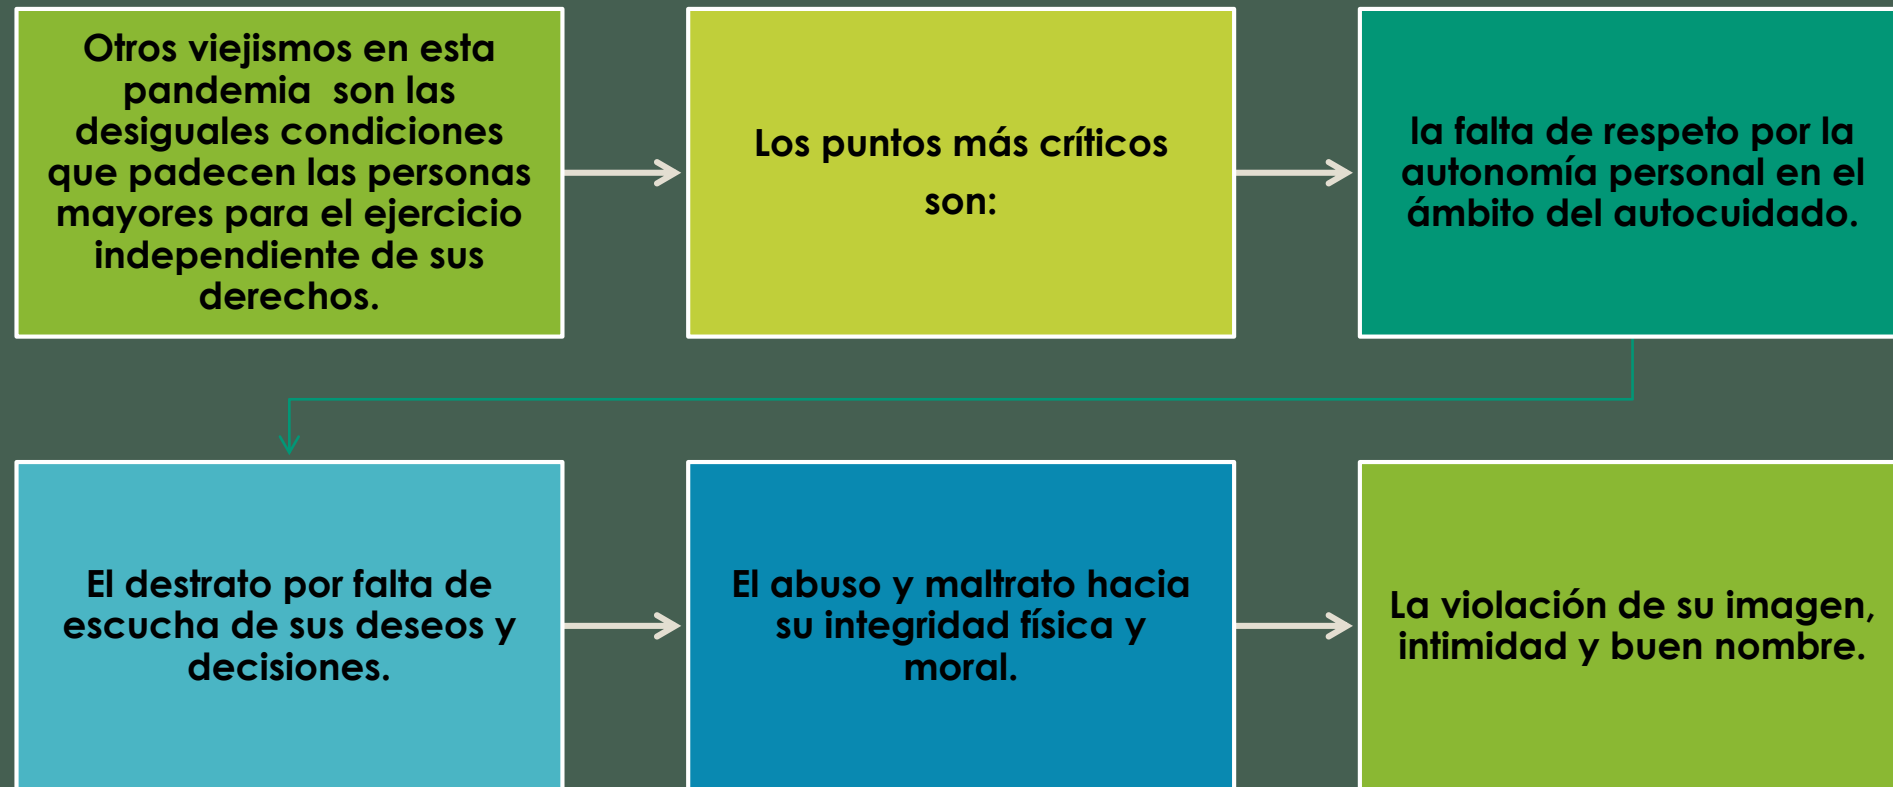 Otros viejismos en esta
pandemia  son las
desiguales condiciones
que padecen las personas
mayores para el ejercicio
independiente de sus
derechos.
Los puntos más críticos
son:
la falta de respeto por la
autonomía personal en el
ámbito del autocuidado.
El destrato por falta de
escucha de sus deseos y
decisiones.
El abuso y maltrato hacia
su integridad física y
moral.
La violación de su imagen,
intimidad y buen nombre.